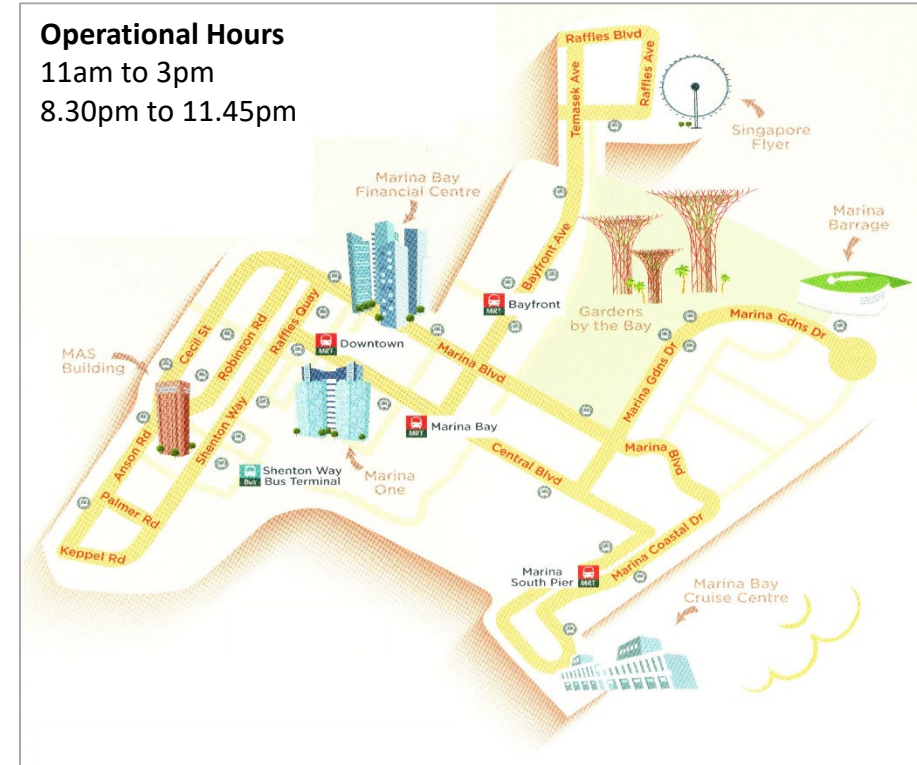 Operational Hours
11am to 3pm
8.30pm to 11.45pm
Raffles Blvd
Temasek Ave
Raffles Ave
Singapore
Flyer
Marina Bay
Financial Centre
Marina
Barrage
Bayfront Ave
MRT
Bayfront
Gardens
by the Bay
Marina Gdns Dr
Cecil St
Robinson Rd
Raffles Quay
MRT
Downtown
Marina Blvd
Marina Gdns Dr
MAS
Building
Anson Rd
Shenton Way
MRT
Marina Bay
Marina Blvd
Central Blvd
Bus
Shenton Way
Bus Terminal
Marina
One
Palmer Rd
Keppel Rd
Marina
South Pier
MRT
Marina Coastal Dr
Marina Bay
Cruise Centre